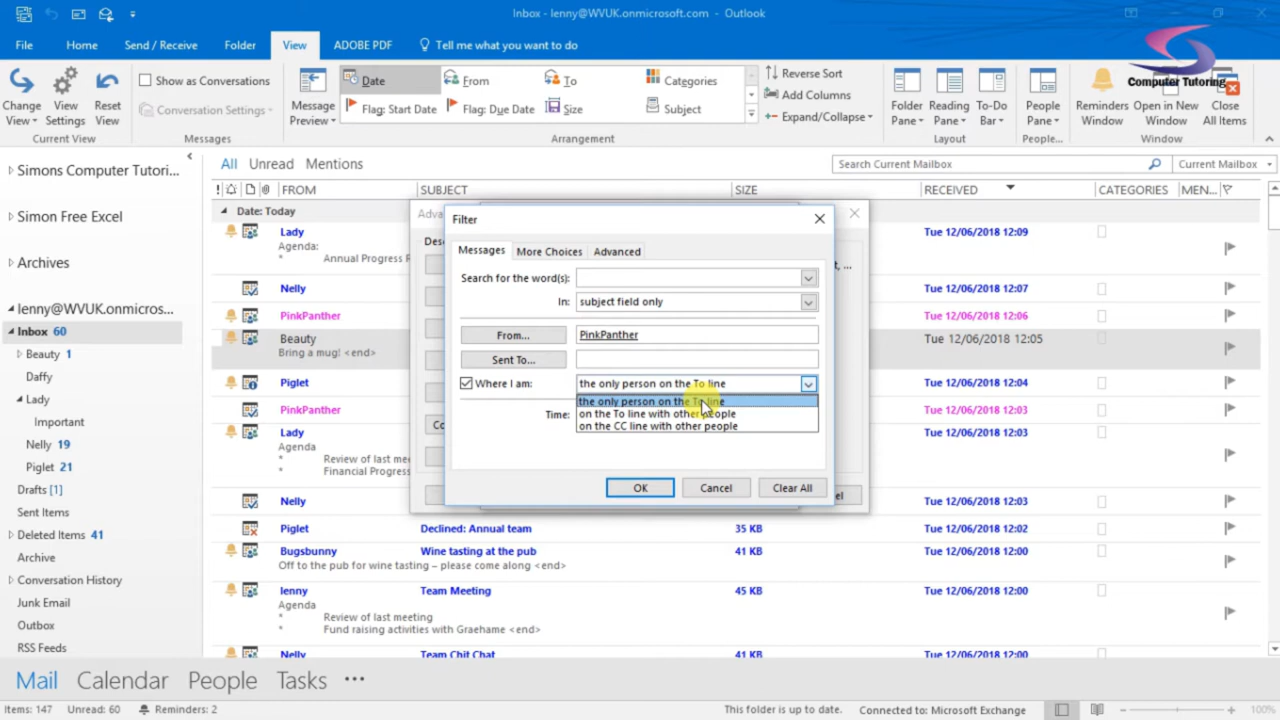 Inbox - lenny@WVUK.onmicrosoft.com - Outlook
File Home Send / Receive Folder View ADOBE PDF Tell me what you want to do
Computer Tutoring
Change View View Settings Reset View
Current View
Show as Conversations
Conversation Settings
Messages
Message Preview
Date From To Categories
Flag: Start Date Flag: Due Date Size Subject
Reverse Sort
Add Columns
Expand/Collapse
Arrangement
Folder Pane Reading Pane To-Do Bar
Layout
People Pane
People...
Reminders Window Open in New Window Close All Items
Window
Simons Computer Tutori...
Simon Free Excel
Archives
lenny@WVUK.onmicros...
Inbox 60
Beauty 1
Daffy
Lady
Important
Nelly 19
Piglet 21
Drafts [1]
Sent Items
Deleted Items 41
Archive
Conversation History
Junk Email
Outbox
RSS Feeds
All Unread Mentions
Search Current Mailbox
Current Mailbox
! FROM SUBJECT SIZE RECEIVED CATEGORIES MEN...
Date: Today
Lady Tue 12/06/2018 12:09
Agenda:
* Annual Progress R
Nelly Tue 12/06/2018 12:07
PinkPanther Tue 12/06/2018 12:06
Beauty Tue 12/06/2018 12:05
Bring a mug! <end>
Piglet Tue 12/06/2018 12:04
PinkPanther Tue 12/06/2018 12:03
Lady Tue 12/06/2018 12:03
Agenda
* Review of last me
* Financial Progress
Nelly Tue 12/06/2018 12:03
Piglet Declined: Annual team 35 KB Tue 12/06/2018 12:02
Bugsbunny Wine tasting at the pub 41 KB Tue 12/06/2018 12:00
Off to the pub for wine tasting – please come along <end>
lenny Team Meeting 45 KB Tue 12/06/2018 12:00
Agenda
* Review of last meeting
* Fund raising activities with Graehame <end>
Nelly Team Chit Chat 41 KB Tue 12/06/2018 12:00
Filter
Messages More Choices Advanced
Search for the word(s):
In: subject field only
From... PinkPanther
Sent To...
Where I am: the only person on the To line
the only person on the To line
on the To line with other people
on the CC line with other people
Time:
OK Cancel Clear All
Mail Calendar People Tasks •••
Items: 147 Unread: 60 Reminders: 2 This folder is up to date. Connected to: Microsoft Exchange 100%